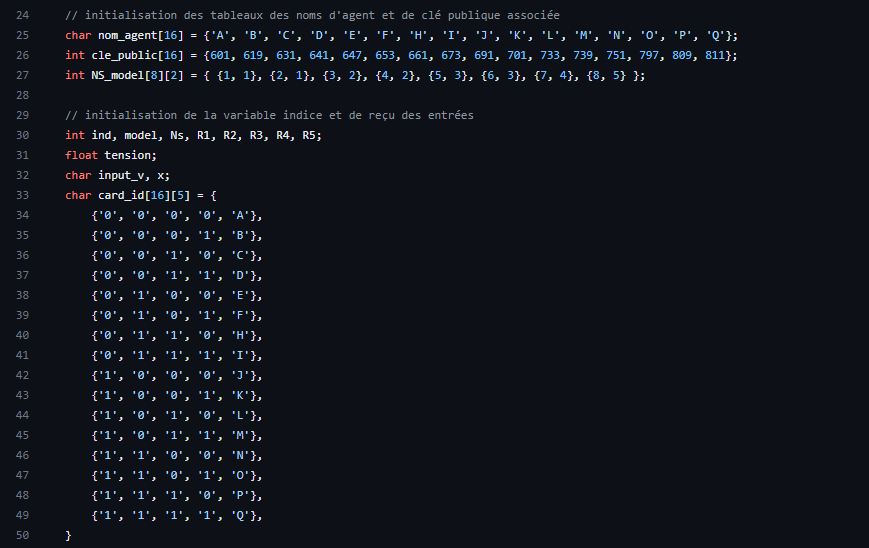 24 // initialisation des tableaux des noms d'agent et de clé publique associée
25 char nom_agent[16] = {'A', 'B', 'C', 'D', 'E', 'F', 'H', 'I', 'J', 'K', 'L', 'M', 'N', 'O', 'P', 'Q'};
26 int cle_public[16] = {601, 619, 631, 641, 647, 653, 661, 673, 691, 701, 733, 739, 751, 797, 809, 811};
27 int NS_model[8][2] = { {1, 1}, {2, 1}, {3, 2}, {4, 2}, {5, 3}, {6, 3}, {7, 4}, {8, 5} };
28
29 // initialisation de la variable indice et de reçu des entrées
30 int ind, model, Ns, R1, R2, R3, R4, R5;
31 float tension;
32 char input_v, x;
33 char card_id[16][5] = {
34 {'0', '0', '0', '0', 'A'},
35 {'0', '0', '0', '1', 'B'},
36 {'0', '0', '1', '0', 'C'},
37 {'0', '0', '1', '1', 'D'},
38 {'0', '1', '0', '0', 'E'},
39 {'0', '1', '0', '1', 'F'},
40 {'0', '1', '1', '0', 'H'},
41 {'0', '1', '1', '1', 'I'},
42 {'1', '0', '0', '0', 'J'},
43 {'1', '0', '0', '1', 'K'},
44 {'1', '0', '1', '0', 'L'},
45 {'1', '0', '1', '1', 'M'},
46 {'1', '1', '0', '0', 'N'},
47 {'1', '1', '0', '1', 'O'},
48 {'1', '1', '1', '0', 'P'},
49 {'1', '1', '1', '1', 'Q'},
50 }